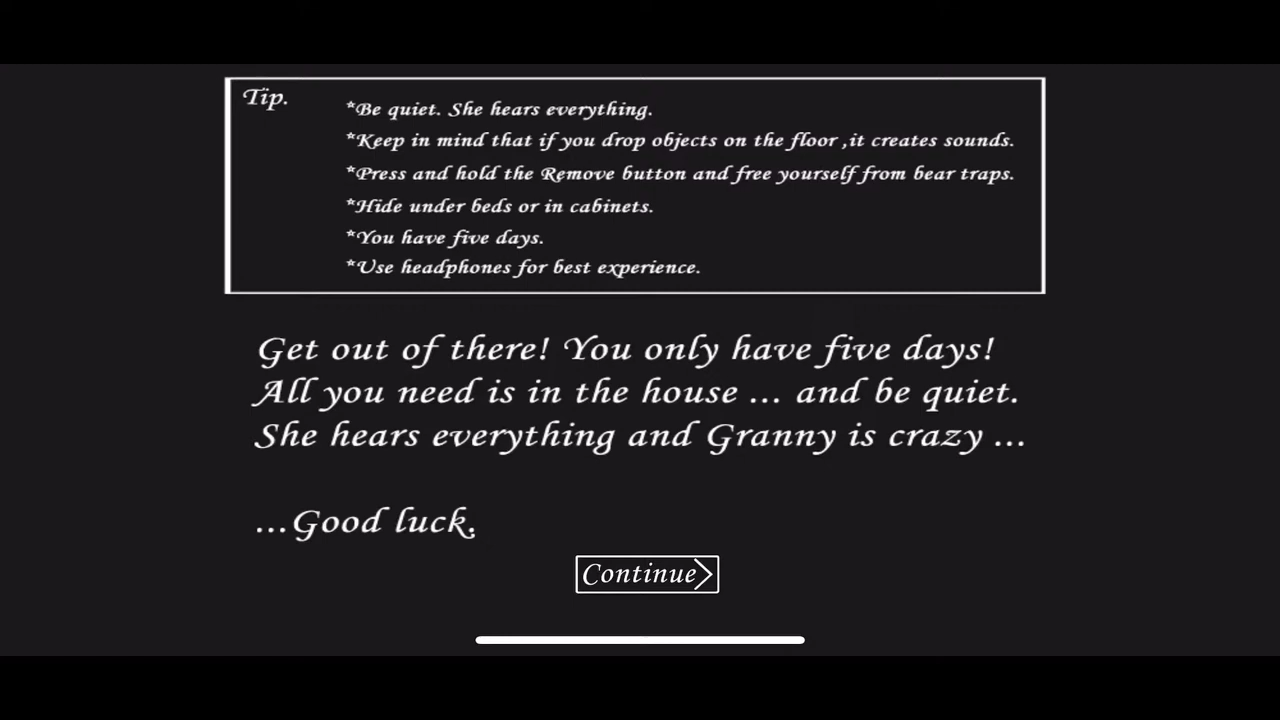 Tip.
*Be quiet. She hears everything.
*Keep in mind that if you drop objects on the floor ,it creates sounds.
*Press and hold the Remove button and free yourself from bear traps.
*Hide under beds or in cabinets.
*You have five days.
*Use headphones for best experience.
Get out of there! You only have five days!
All you need is in the house ... and be quiet.
She hears everything and Granny is crazy ...
...Good luck.
Continue